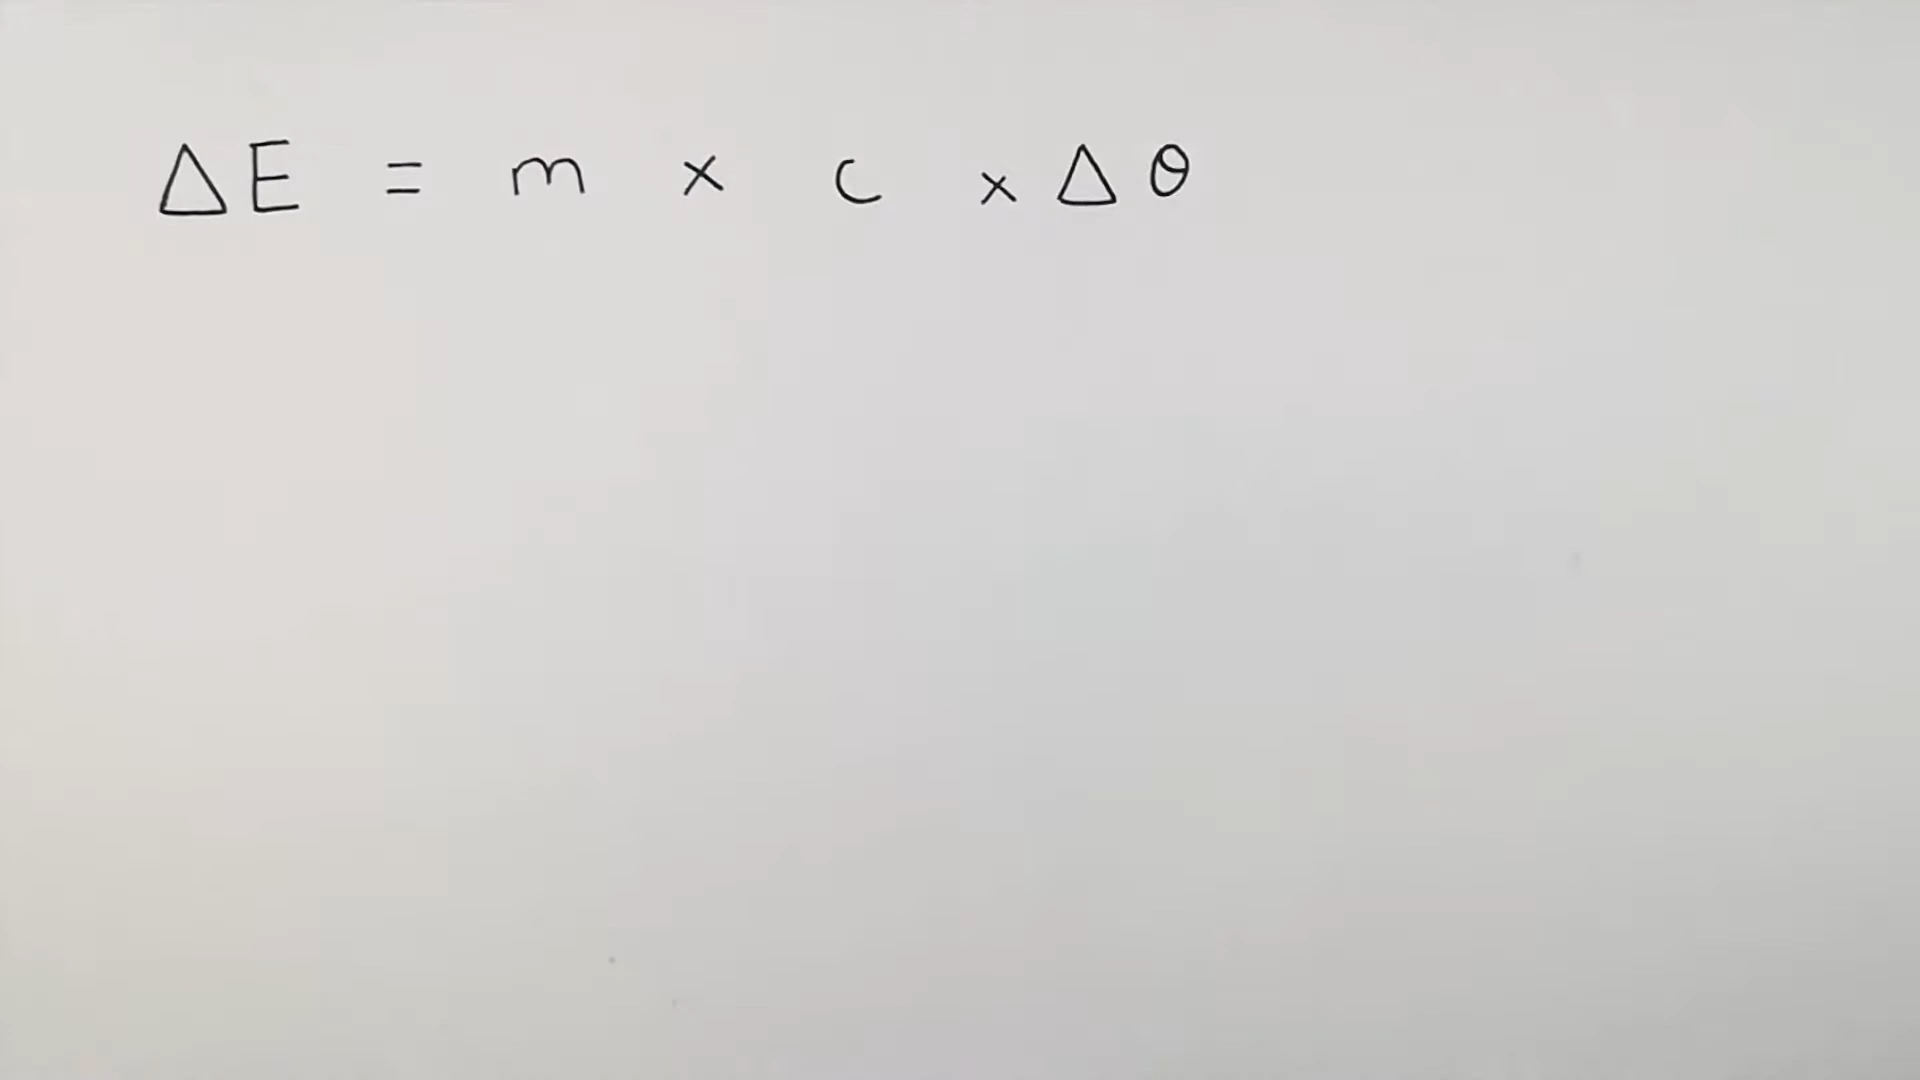 ΔE = m × c × Δθ